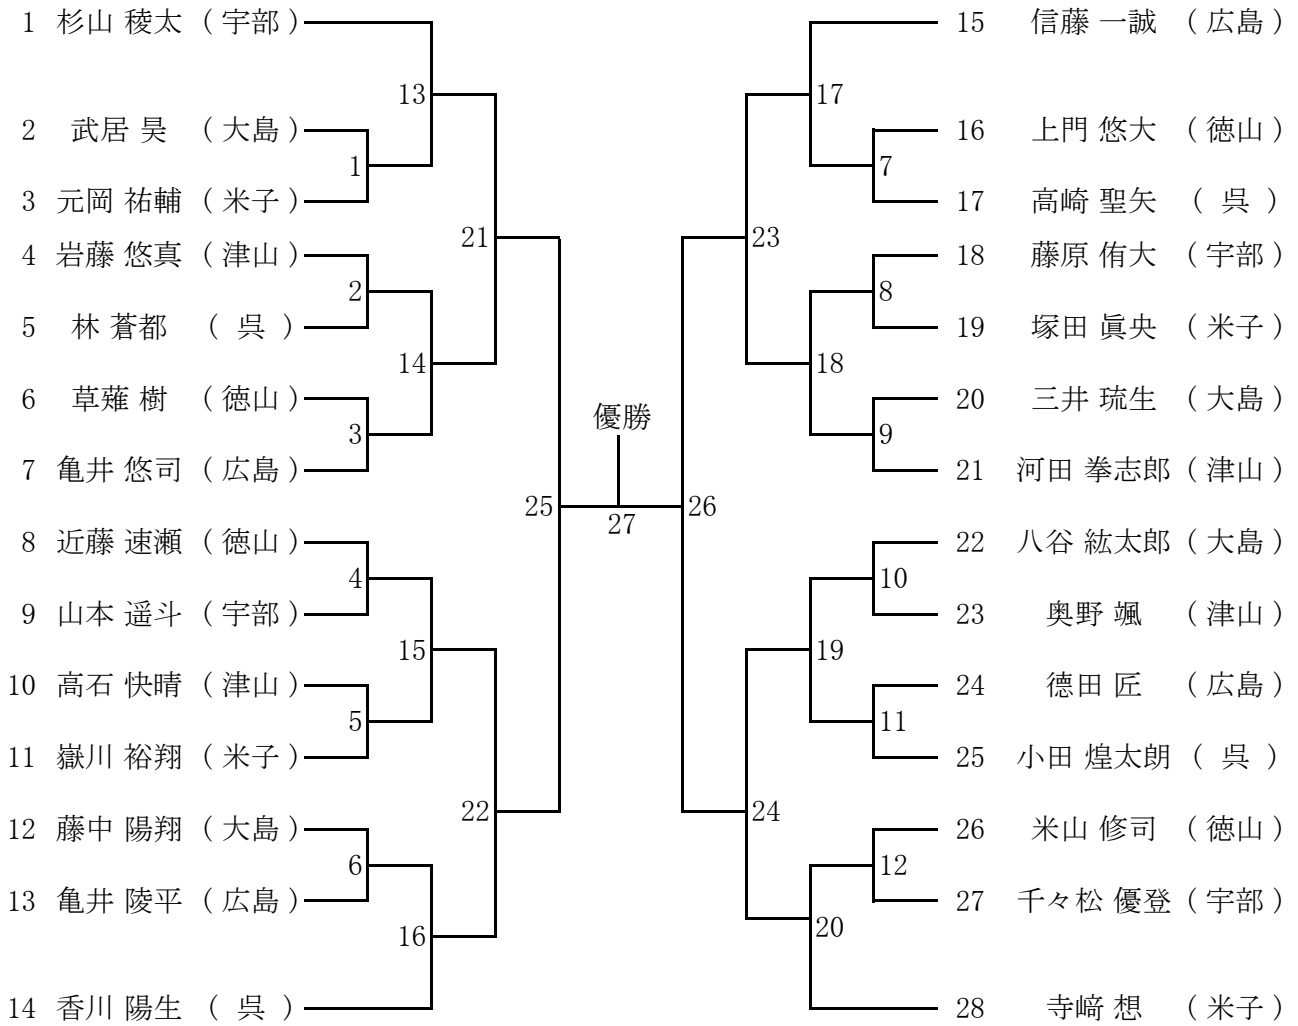 1 杉山 稜太 ( 宇部 )
2 武居 昊 ( 大島 )
3 元岡 祐輔 ( 米子 )
4 岩藤 悠真 ( 津山 )
5 林 蒼都 ( 呉 )
6 草薙 樹 ( 徳山 )
7 亀井 悠司 ( 広島 )
8 近藤 速瀬 ( 徳山 )
9 山本 遥斗 ( 宇部 )
10 高石 快晴 ( 津山 )
11 嶽川 裕翔 ( 米子 )
12 藤中 陽翔 ( 大島 )
13 亀井 陵平 ( 広島 )
14 香川 陽生 ( 呉 )
1
2
3
4
5
6
13
14
15
16
21
22
25
優勝
27
26
23
24
17
18
19
20
7
8
9
10
11
12
15 信藤 一誠 ( 広島 )
16 上門 悠大 ( 徳山 )
17 高崎 聖矢 ( 呉 )
18 藤原 侑大 ( 宇部 )
19 塚田 眞央 ( 米子 )
20 三井 琉生 ( 大島 )
21 河田 拳志郎 ( 津山 )
22 八谷 紘太郎 ( 大島 )
23 奥野 颯 ( 津山 )
24 德田 匠 ( 広島 )
25 小田 煌太朗 ( 呉 )
26 米山 修司 ( 徳山 )
27 千々松 優登 ( 宇部 )
28 寺﨑 想 ( 米子 )